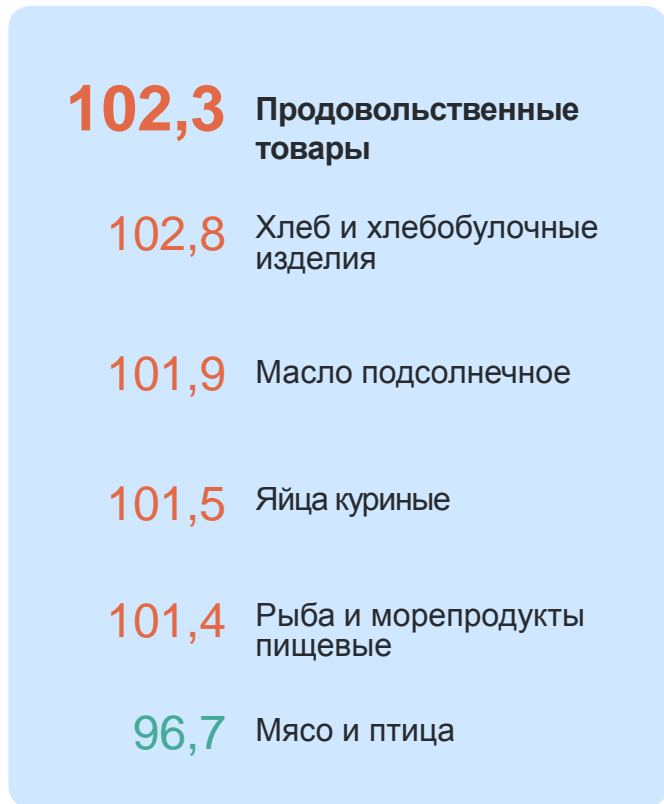 102,3 Продовольственные
товары
102,8 Хлеб и хлебобулочные
изделия
101,9 Масло подсолнечное
101,5 Яйца куриные
101,4 Рыба и морепродукты
пищевые
96,7 Мясо и птица